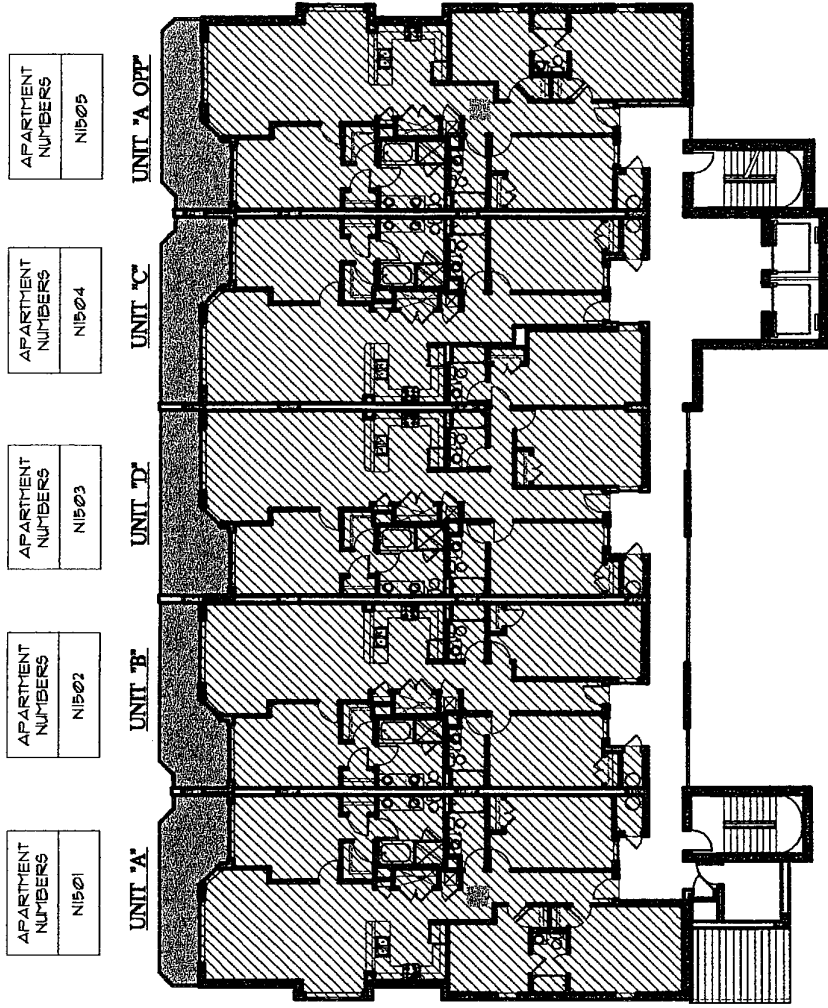 APARTMENT
NUMBERS
N1505
UNIT "A OPP"
APARTMENT
NUMBERS
N1504
UNIT "C"
APARTMENT
NUMBERS
N1503
UNIT "D"
APARTMENT
NUMBERS
N1502
UNIT "B"
APARTMENT
NUMBERS
N1501
UNIT "A"